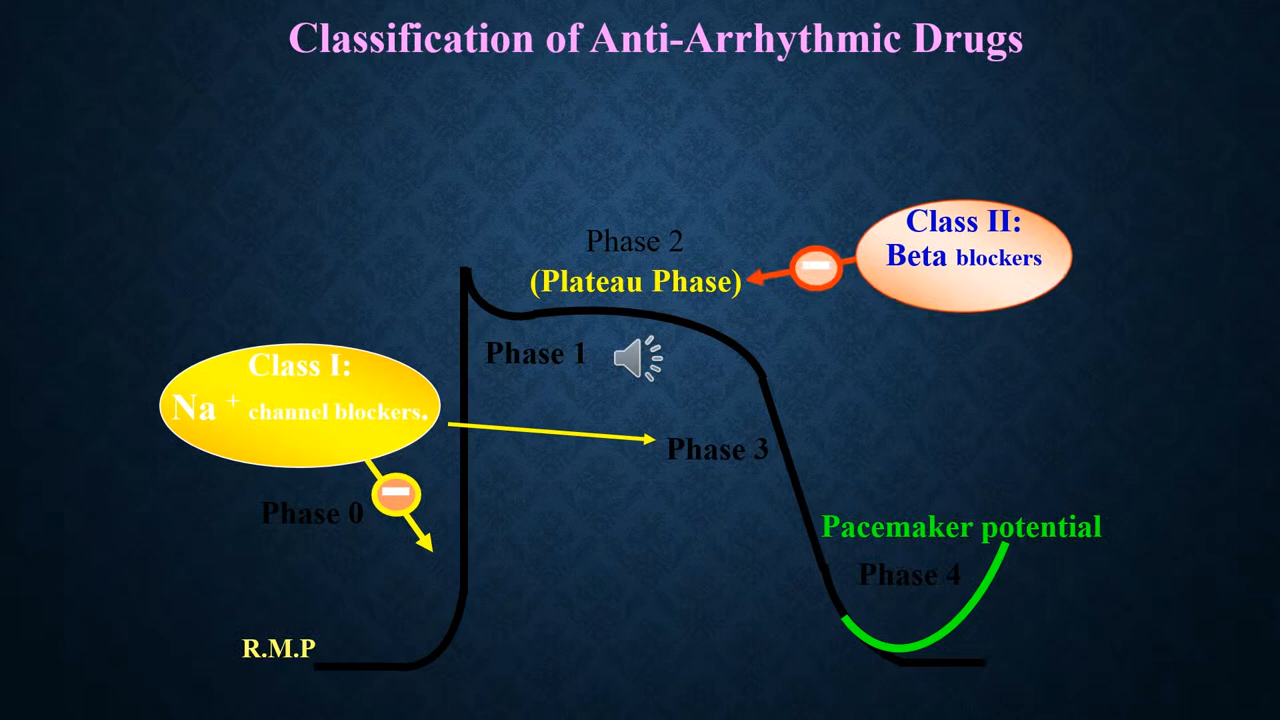 Classification of Anti-Arrhythmic Drugs
Class II:
Beta blockers
Phase 2
(Plateau Phase)
Phase 1
Class I:
Na + channel blockers.
Phase 3
Phase 0
Pacemaker potential
Phase 4
R.M.P